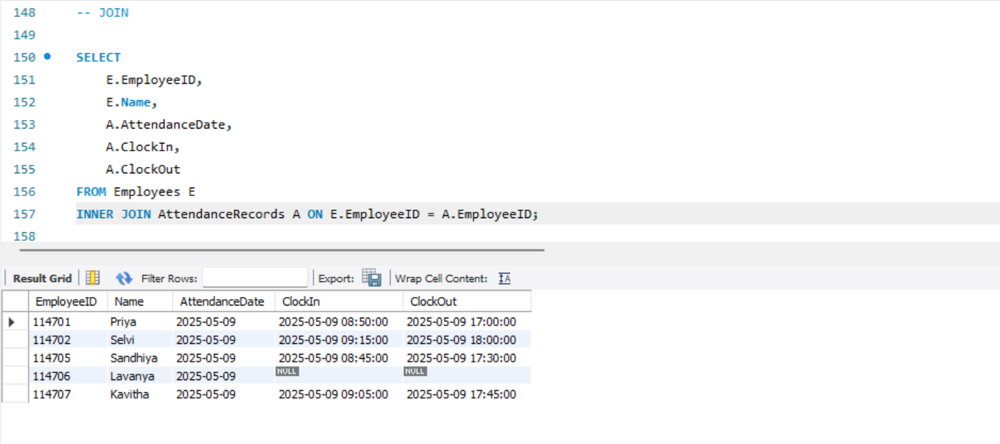 148 -- JOIN
149
150 SELECT
151 E.EmployeeID,
152 E.Name,
153 A.AttendanceDate,
154 A.ClockIn,
155 A.ClockOut
156 FROM Employees E
157 INNER JOIN AttendanceRecords A ON E.EmployeeID = A.EmployeeID;
158
Result Grid Filter Rows: Export: Wrap Cell Content: IA
EmployeeID Name AttendanceDate ClockIn ClockOut
114701 Priya 2025-05-09 2025-05-09 08:50:00 2025-05-09 17:00:00
114702 Selvi 2025-05-09 2025-05-09 09:15:00 2025-05-09 18:00:00
114705 Sandhiya 2025-05-09 2025-05-09 08:45:00 2025-05-09 17:30:00
114706 Lavanya 2025-05-09 NULL NULL
114707 Kavitha 2025-05-09 2025-05-09 09:05:00 2025-05-09 17:45:00